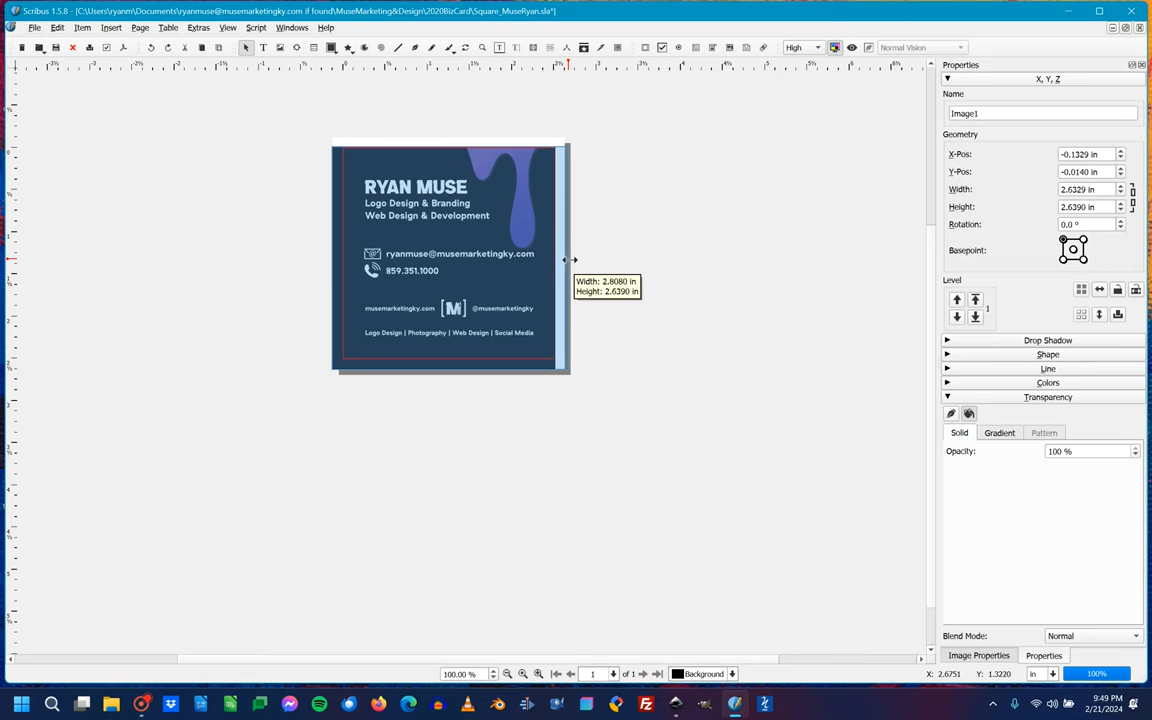 Scribus 1.5.8 - [C:\Users\ryanm\Documents\ryanmuse@musemarketingky.com if found\MuseMarketing&Design\2020BizCard\Square_MuseRyan.sla*]
File Edit Item Insert Page Table Extras View Script Windows Help
High Normal Vision
Properties
X, Y, Z
Name
Image1
Geometry
X-Pos: -0.1329 in
Y-Pos: -0.0140 in
Width: 2.6329 in
Height: 2.6390 in
Rotation: 0.0 °
Basepoint:
Level
1
Drop Shadow
Shape
Line
Colors
Transparency
Solid Gradient Pattern
Opacity: 100 %
Blend Mode: Normal
Image Properties Properties
RYAN MUSE
Logo Design & Branding
Web Design & Development
ryanmuse@musemarketingky.com
859.351.1000
musemarketingky.com [M] @musemarketingky
Logo Design | Photography | Web Design | Social Media
Width: 2.8080 in
Height: 2.6390 in
100.00 % 1 of 1 Background X: 2.6751 Y: 1.3220 in 100%
9:49 PM
2/21/2024